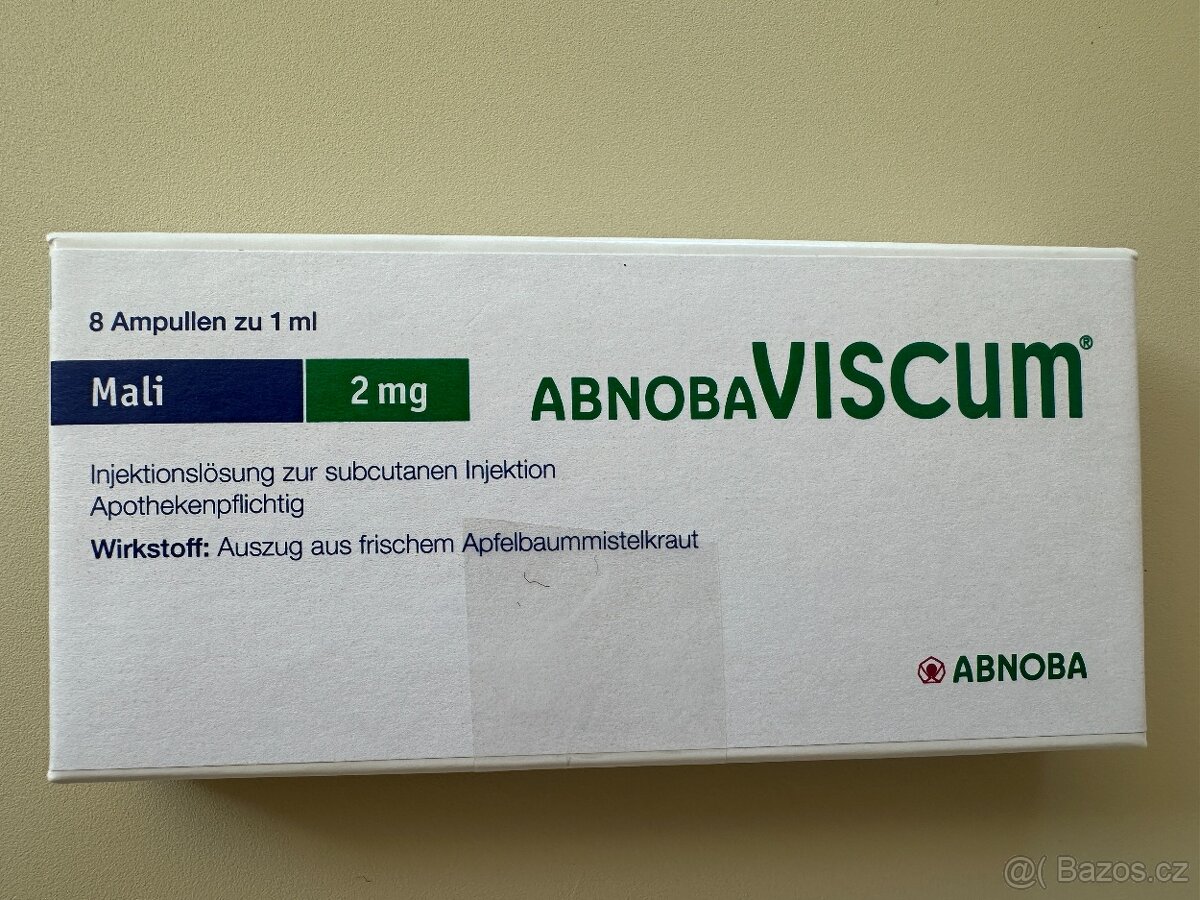 8 Ampullen zu 1 ml
Mali 2 mg
ABNOBAVISCUM®
Injektionslösung zur subcutanen Injektion
Apothekenpflichtig
Wirkstoff: Auszug aus frischem Apfelbaummistelkraut
ABNOBA
@( Bazos.cz